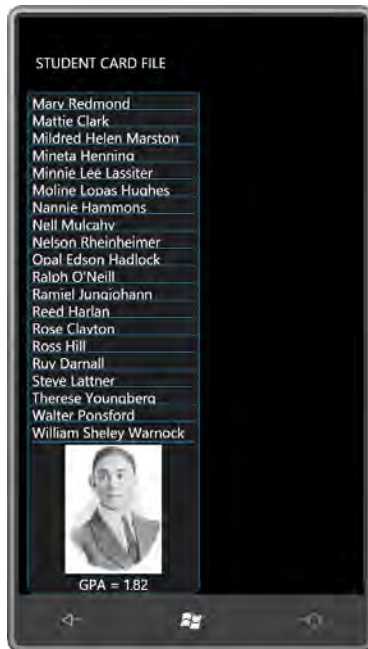 STUDENT CARD FILE
Mary Redmond
Mattie Clark
Mildred Helen Marston
Mineta Henning
Minnie Lee Lassiter
Moline Lopas Hughes
Nannie Hammons
Nell Mulcahy
Nelson Rheinheimer
Opal Edson Hadlock
Ralph O'Neill
Ramiel Jungjohann
Reed Harlan
Rose Clayton
Ross Hill
Ruy Darnall
Steve Lattner
Therese Youngberg
Walter Ponsford
William Sheley Warnock
GPA = 1.82